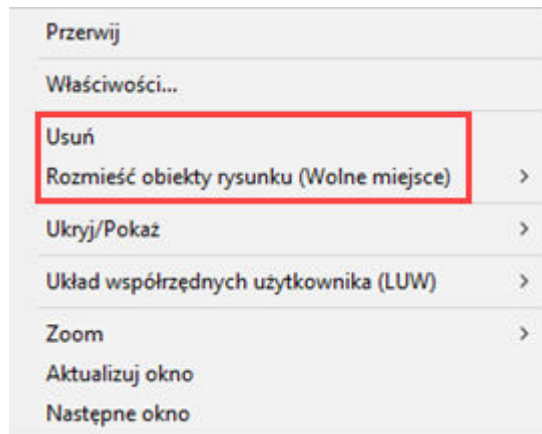 Przerwij
Właściwości...
Usuń
Rozmieść obiekty rysunku (Wolne miejsce)
Ukryj/Pokaż
Układ współrzędnych użytkownika (LUW)
Zoom
Aktualizuj okno
Następne okno